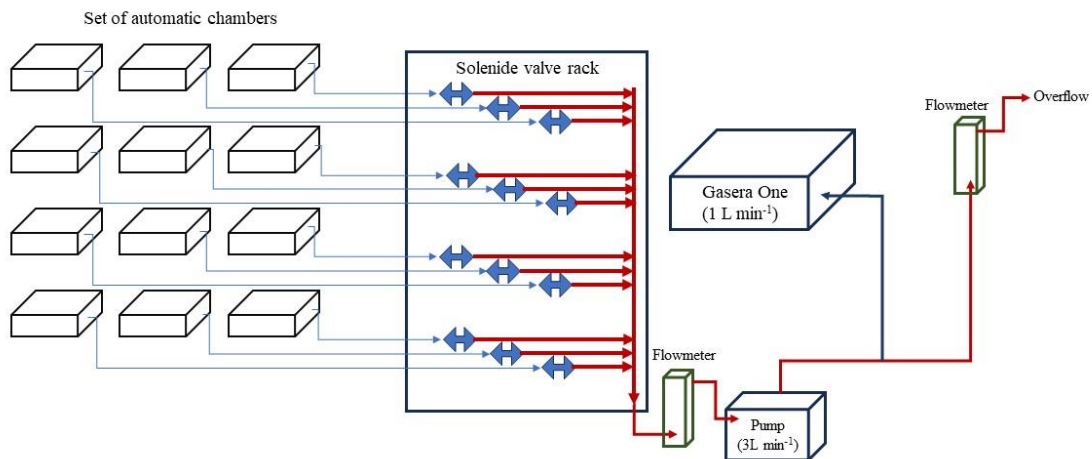 Set of automatic chambers
Solenide valve rack
Flowmeter
Overflow
Gasera One
(1 L min⁻¹)
Flowmeter
Pump
(3L min⁻¹)